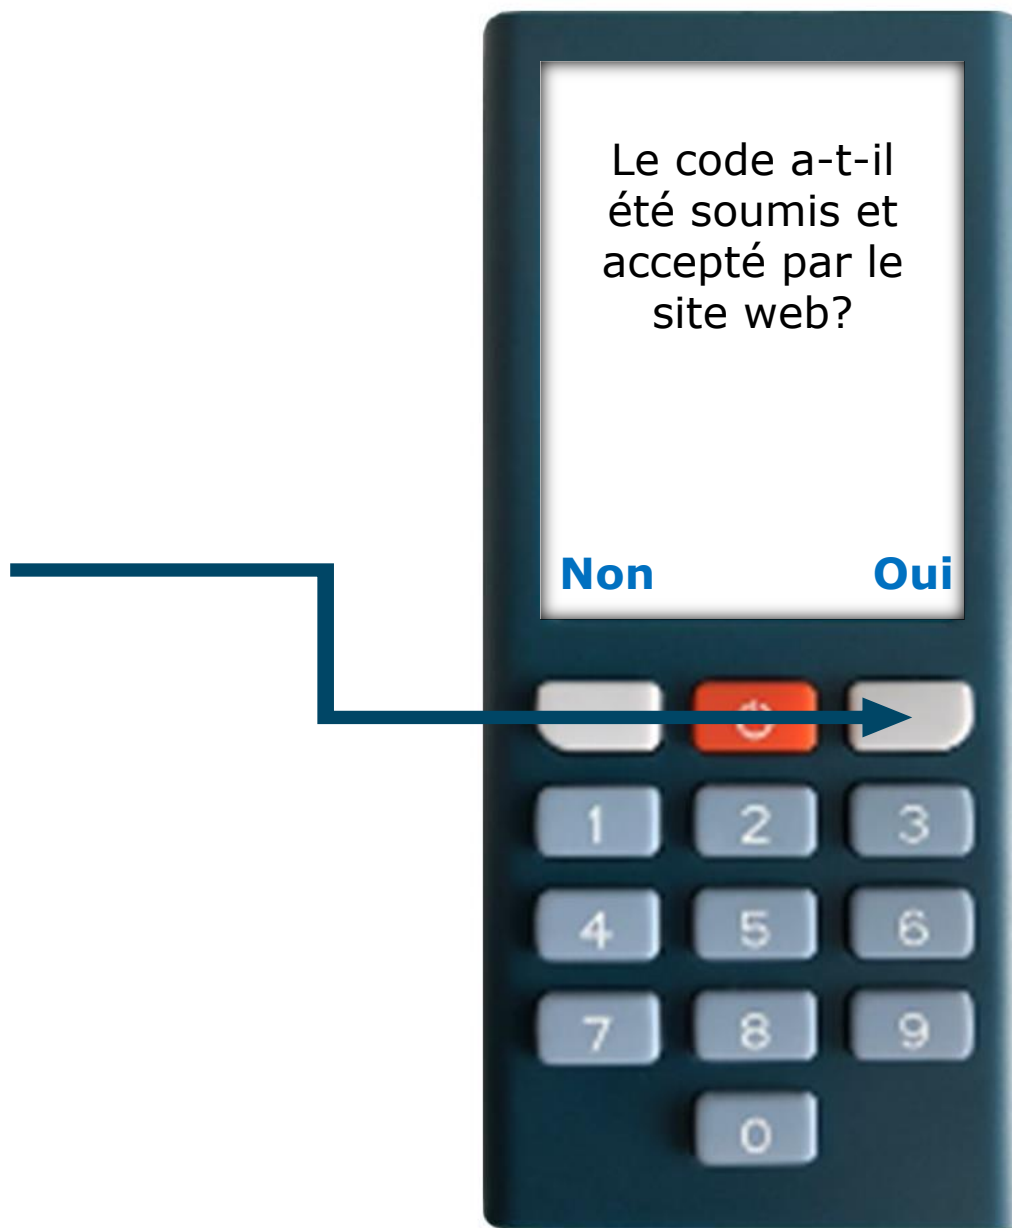 Le code a-t-il
été soumis et
accepté par le
site web?
Non Oui
1 2 3
4 5 6
7 8 9
0